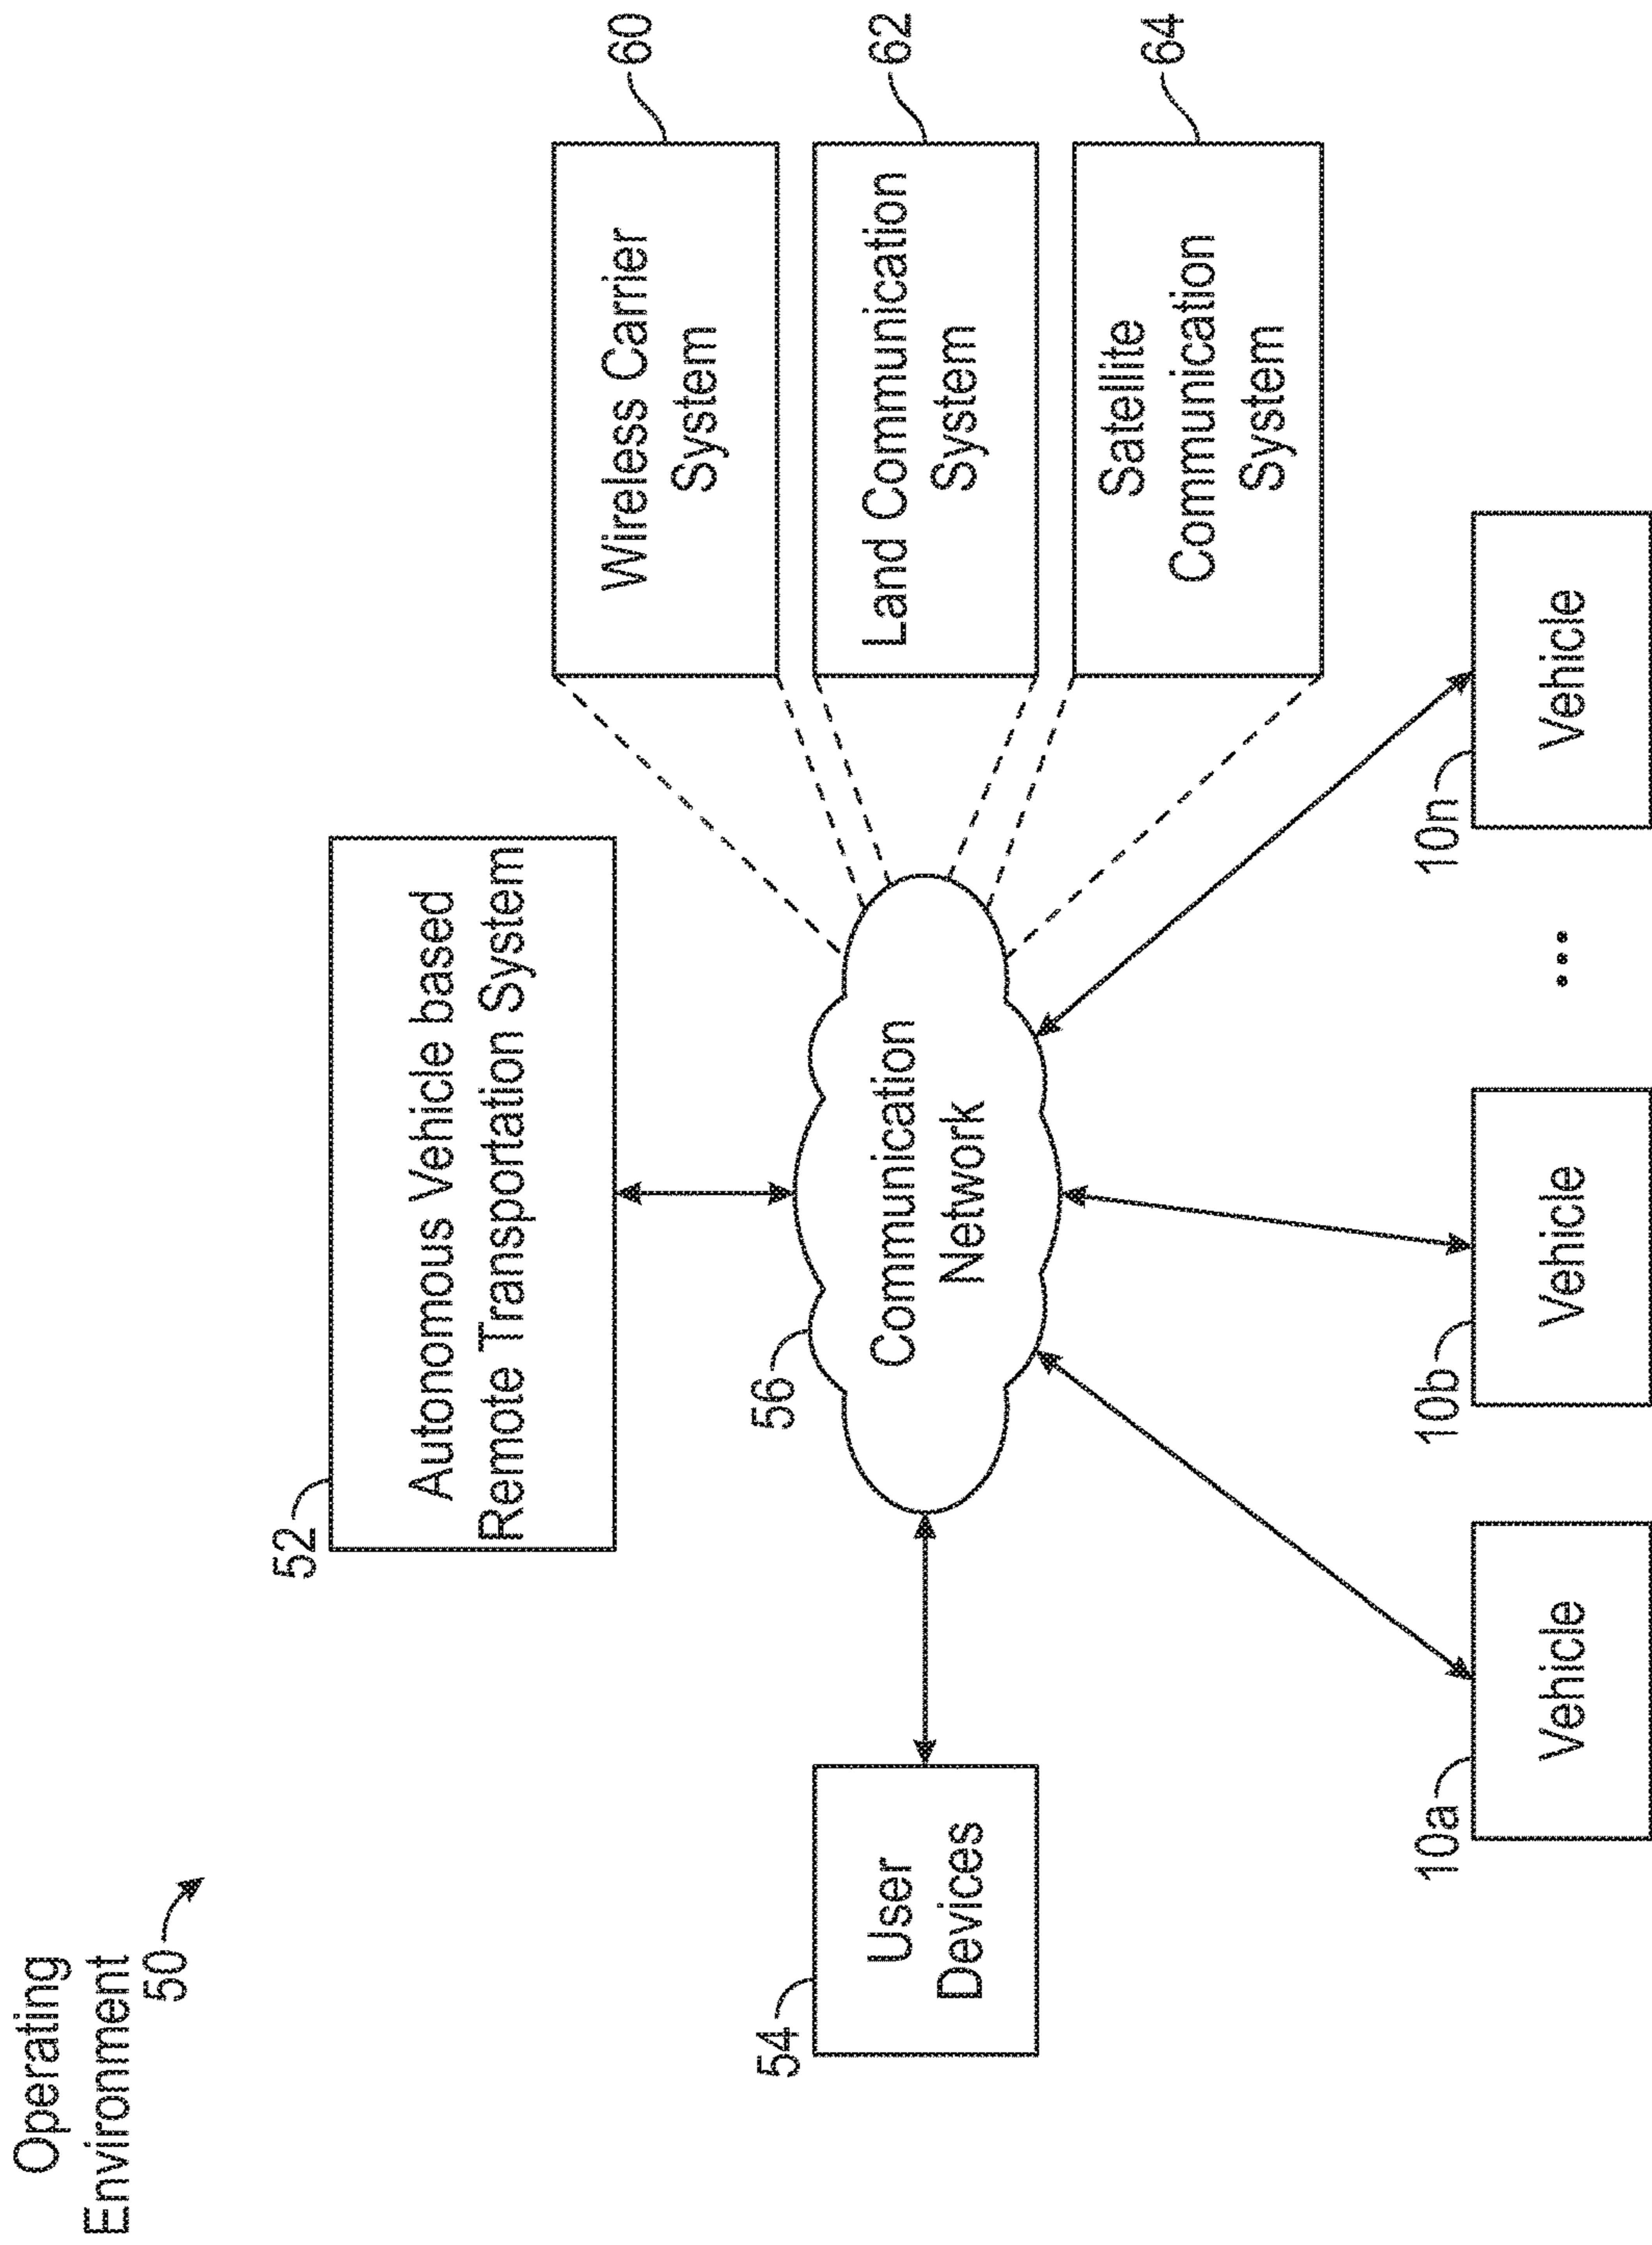 Operating
Environment
50
52
Autonomous Vehicle based
Remote Transportation System
60
Wireless Carrier
System
62
Land Communication
System
64
Satellite
Communication
System
56
Communication
Network
54
User
Devices
10a
Vehicle
10b
Vehicle
...
10n
Vehicle